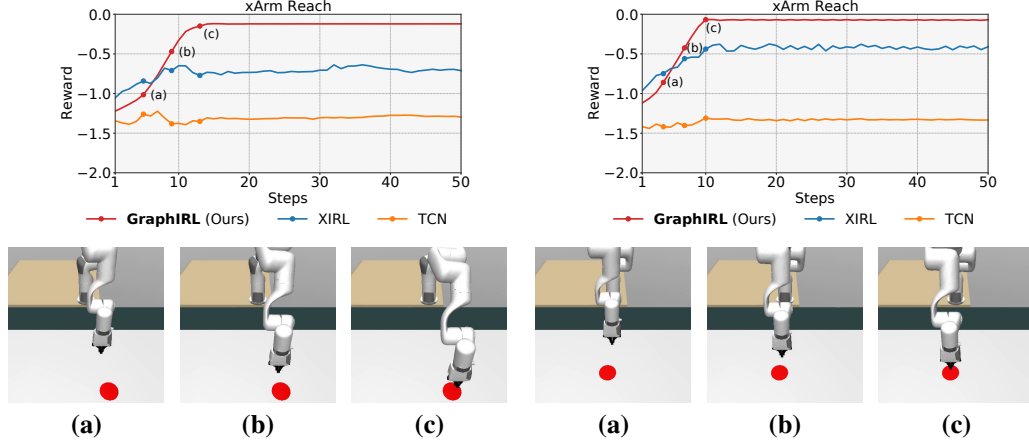 xArm Reach
0.0
−0.5
−1.0
−1.5
−2.0
Reward
(a)
(b)
(c)
1
10
20
30
40
50
Steps
GraphIRL (Ours)
XIRL
TCN
(a)
(b)
(c)
xArm Reach
0.0
−0.5
−1.0
−1.5
−2.0
Reward
(a)
(b)
(c)
1
10
20
30
40
50
Steps
GraphIRL (Ours)
XIRL
TCN
(a)
(b)
(c)